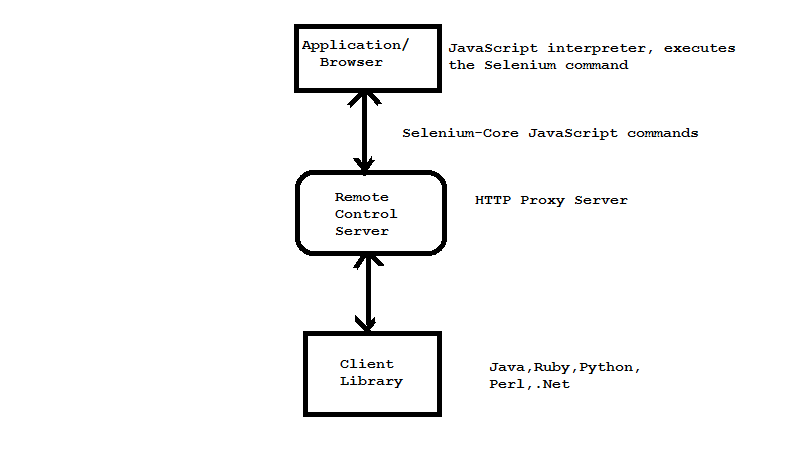 Application/
Browser
JavaScript interpreter, executes
the Selenium command
Selenium-Core JavaScript commands
Remote
Control
Server
HTTP Proxy Server
Client
Library
Java,Ruby,Python,
Perl,.Net